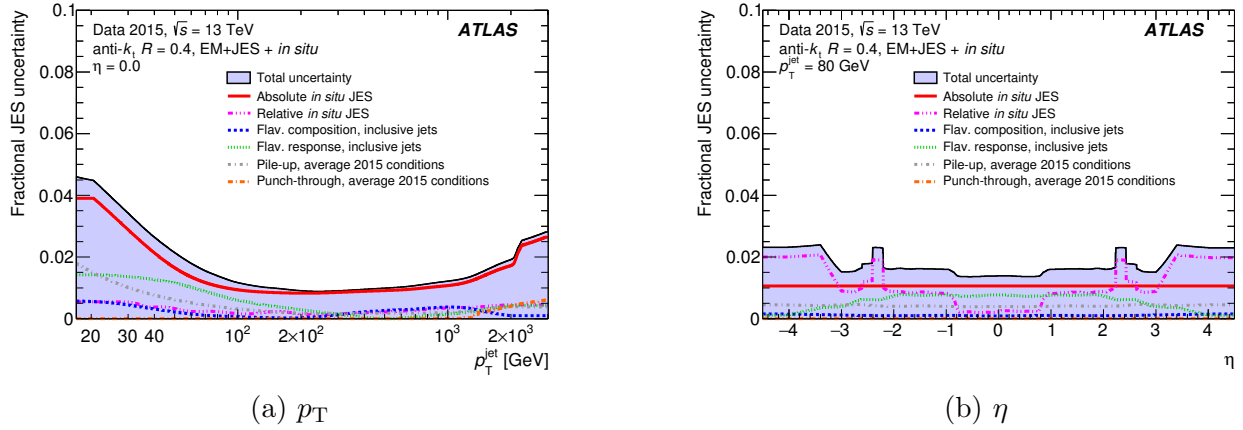 Data 2015, √s = 13 TeV
ATLAS
anti-kt R = 0.4, EM+JES + in situ
η = 0.0
Total uncertainty
Absolute in situ JES
Relative in situ JES
Flav. composition, inclusive jets
Flav. response, inclusive jets
Pile-up, average 2015 conditions
Punch-through, average 2015 conditions
Fractional JES uncertainty
0.1
0.08
0.06
0.04
0.02
0
20 30 40 10² 2×10² 10³ 2×10³
pT^jet [GeV]
(a) pT
Data 2015, √s = 13 TeV
ATLAS
anti-kt R = 0.4, EM+JES + in situ
pT^jet = 80 GeV
Total uncertainty
Absolute in situ JES
Relative in situ JES
Flav. composition, inclusive jets
Flav. response, inclusive jets
Pile-up, average 2015 conditions
Punch-through, average 2015 conditions
Fractional JES uncertainty
0.1
0.08
0.06
0.04
0.02
0
−4 −3 −2 −1 0 1 2 3 4
η
(b) η